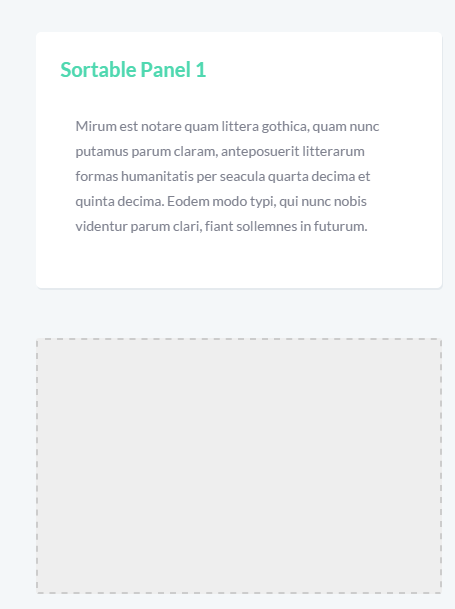 Sortable Panel 1
Mirum est notare quam littera gothica, quam nunc
putamus parum claram, anteposuerit litterarum
formas humanitatis per seacula quarta decima et
quinta decima. Eodem modo typi, qui nunc nobis
videntur parum clari, fiant sollemnes in futurum.